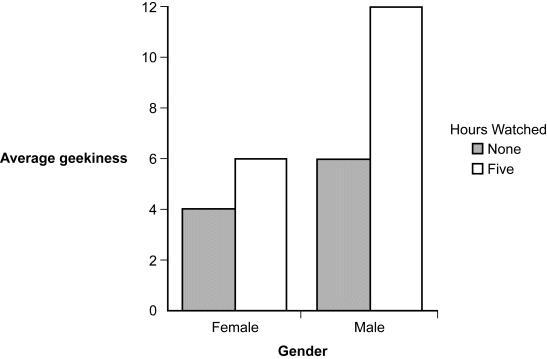 12
10
8
6
4
2
0
Average geekiness
Female
Male
Gender
Hours Watched
None
Five